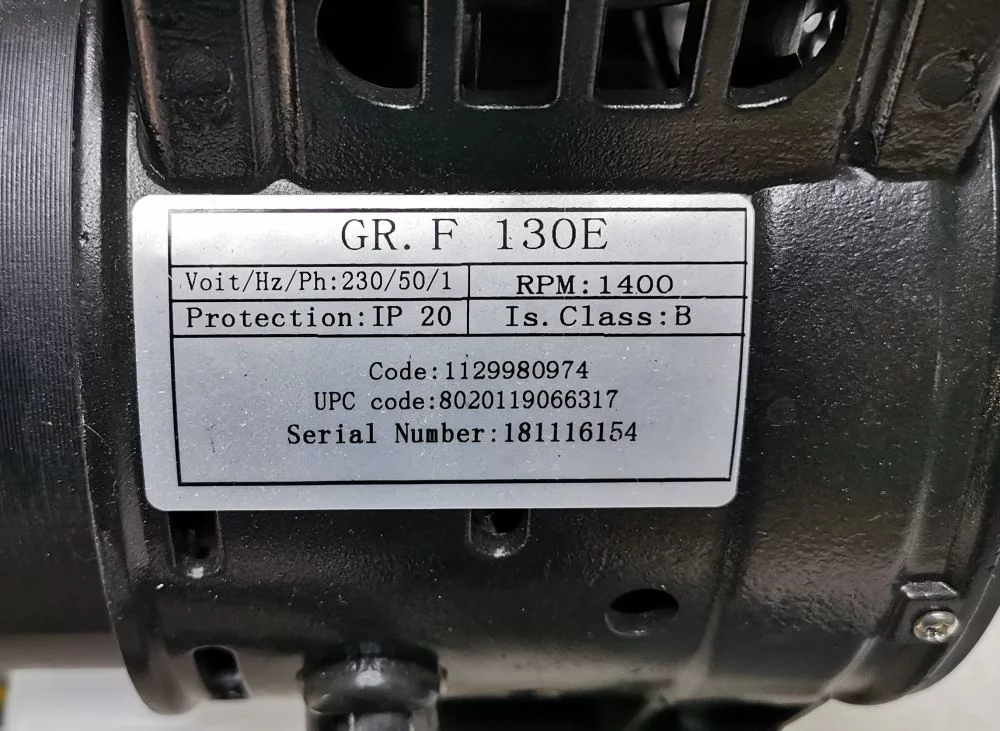 GR. F 130E
Voit/Hz/Ph:230/50/1 RPM:1400
Protection:IP 20 Is. Class:B
Code:1129980974
UPC code:8020119066317
Serial Number:181116154